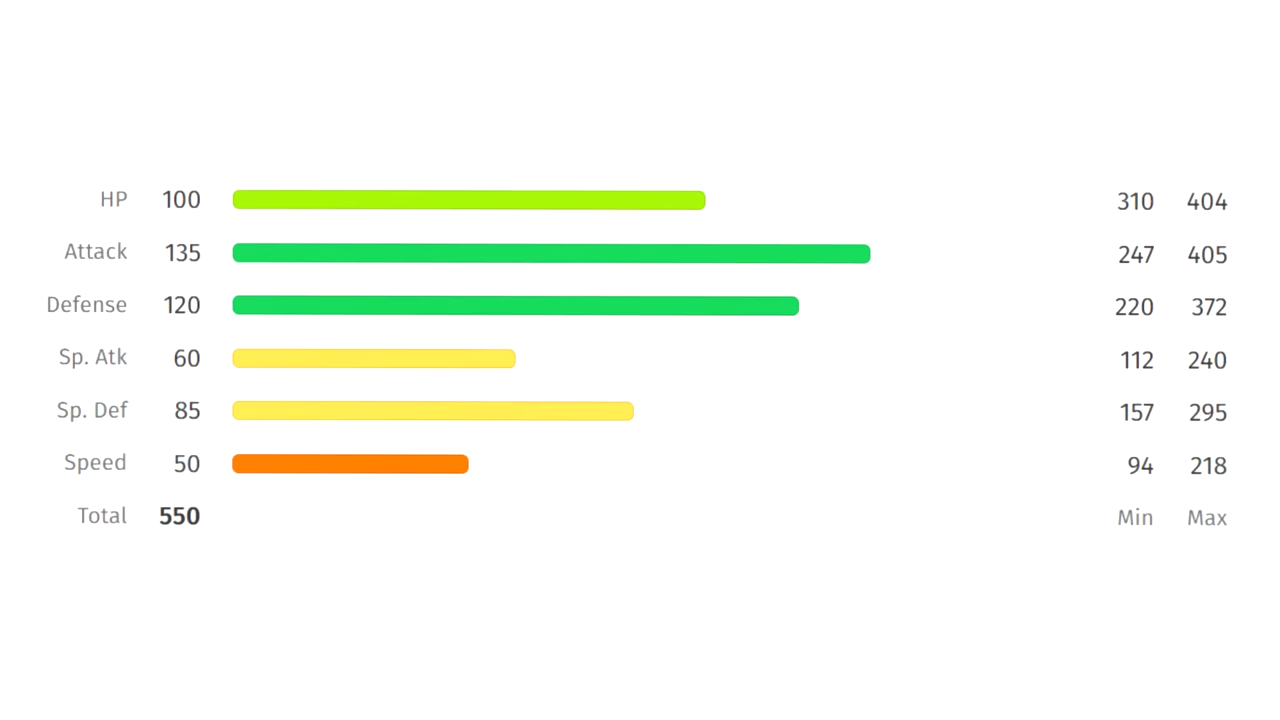 HP 100 310 404
Attack 135 247 405
Defense 120 220 372
Sp. Atk 60 112 240
Sp. Def 85 157 295
Speed 50 94 218
Total 550 Min Max